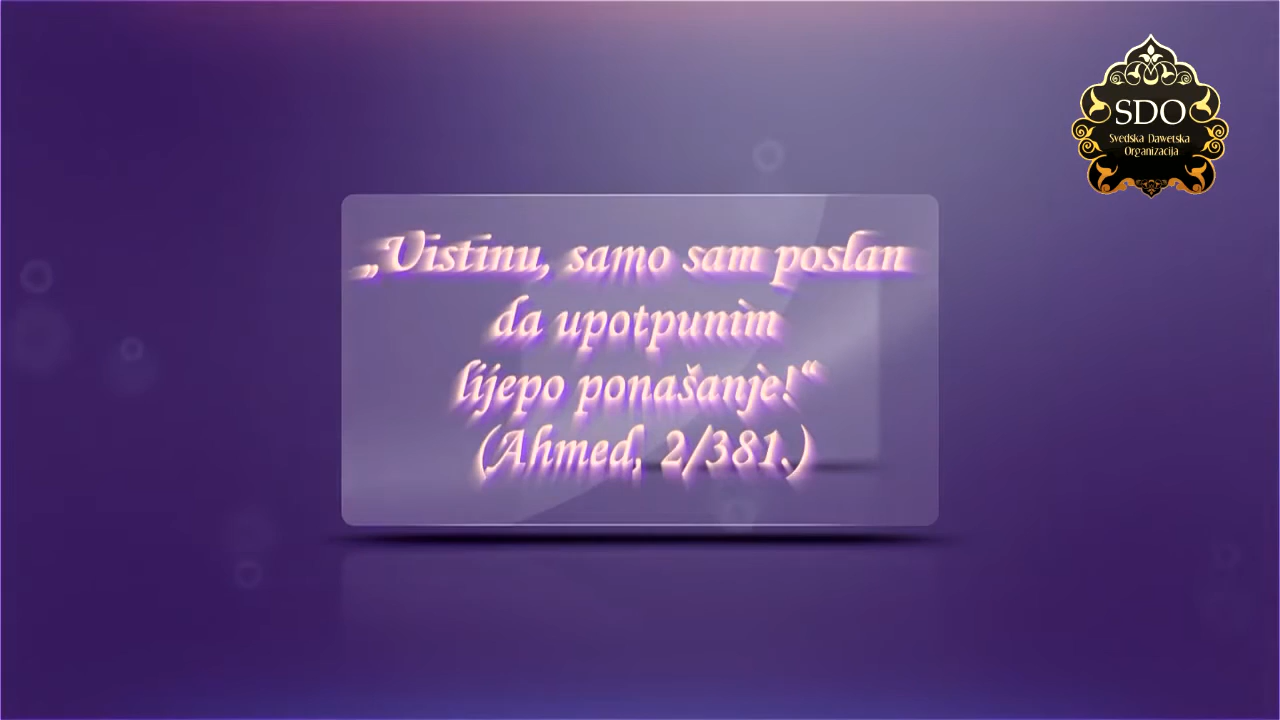 SDO
Svedska Dawetska
Organizacija
„Uistinu, samo sam poslan
da upotpunim
lijepo ponašanje!“
(Ahmed, 2/381.)